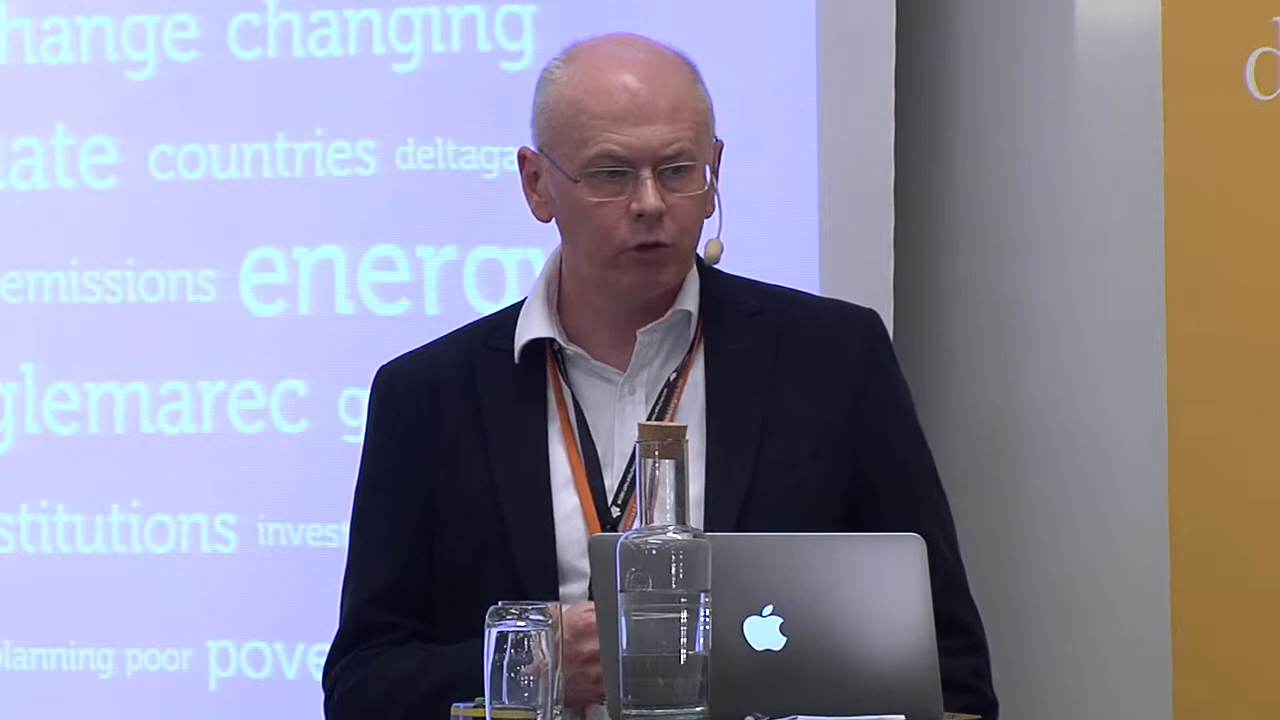 hange changing
ate countries deltaga
emissions energy
glemarec g
stitutions invest
lanning poor pove
d